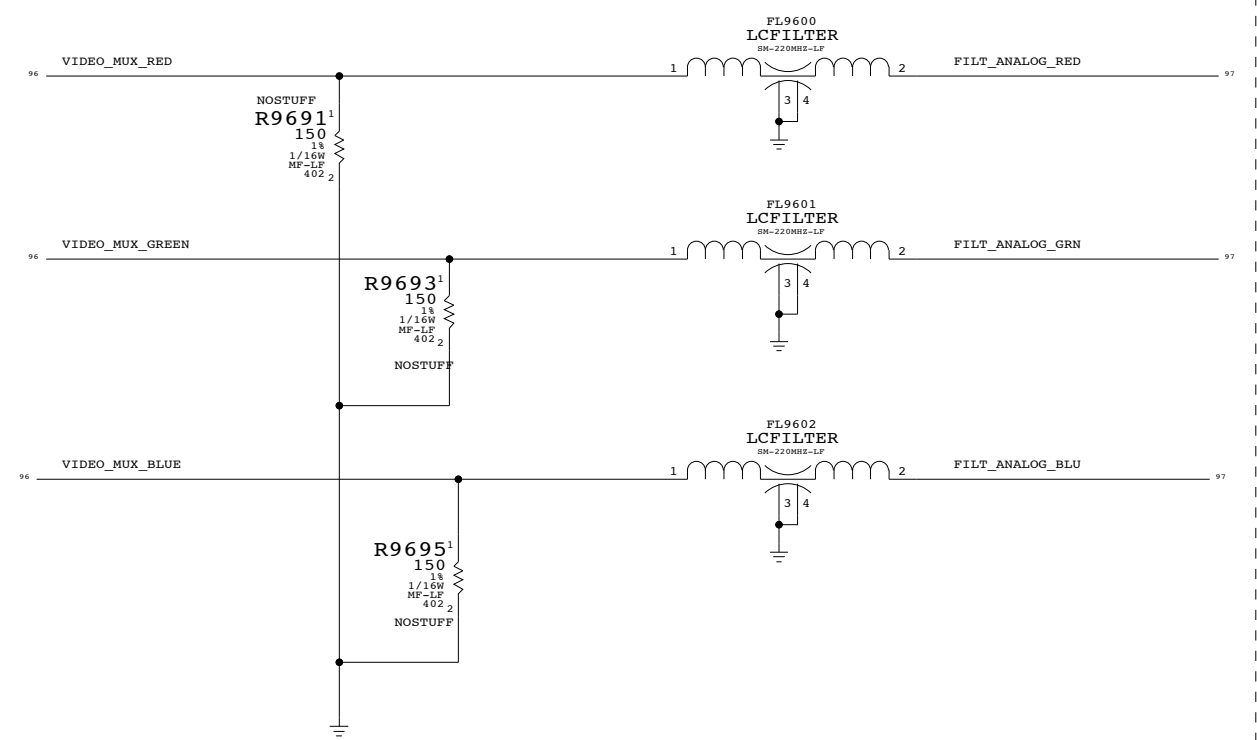 FL9600
LCFILTER
SM-220MHZ-LF
96 VIDEO_MUX_RED 1 2 FILT_ANALOG_RED 97
3 4
NOSTUFF
R9691 1
150
1%
1/16W
MF-LF
402 2
FL9601
LCFILTER
SM-220MHZ-LF
96 VIDEO_MUX_GREEN 1 2 FILT_ANALOG_GRN 97
3 4
R9693 1
150
1%
1/16W
MF-LF
402 2
NOSTUFF
FL9602
LCFILTER
SM-220MHZ-LF
96 VIDEO_MUX_BLUE 1 2 FILT_ANALOG_BLU 97
3 4
R9695 1
150
1%
1/16W
MF-LF
402 2
NOSTUFF